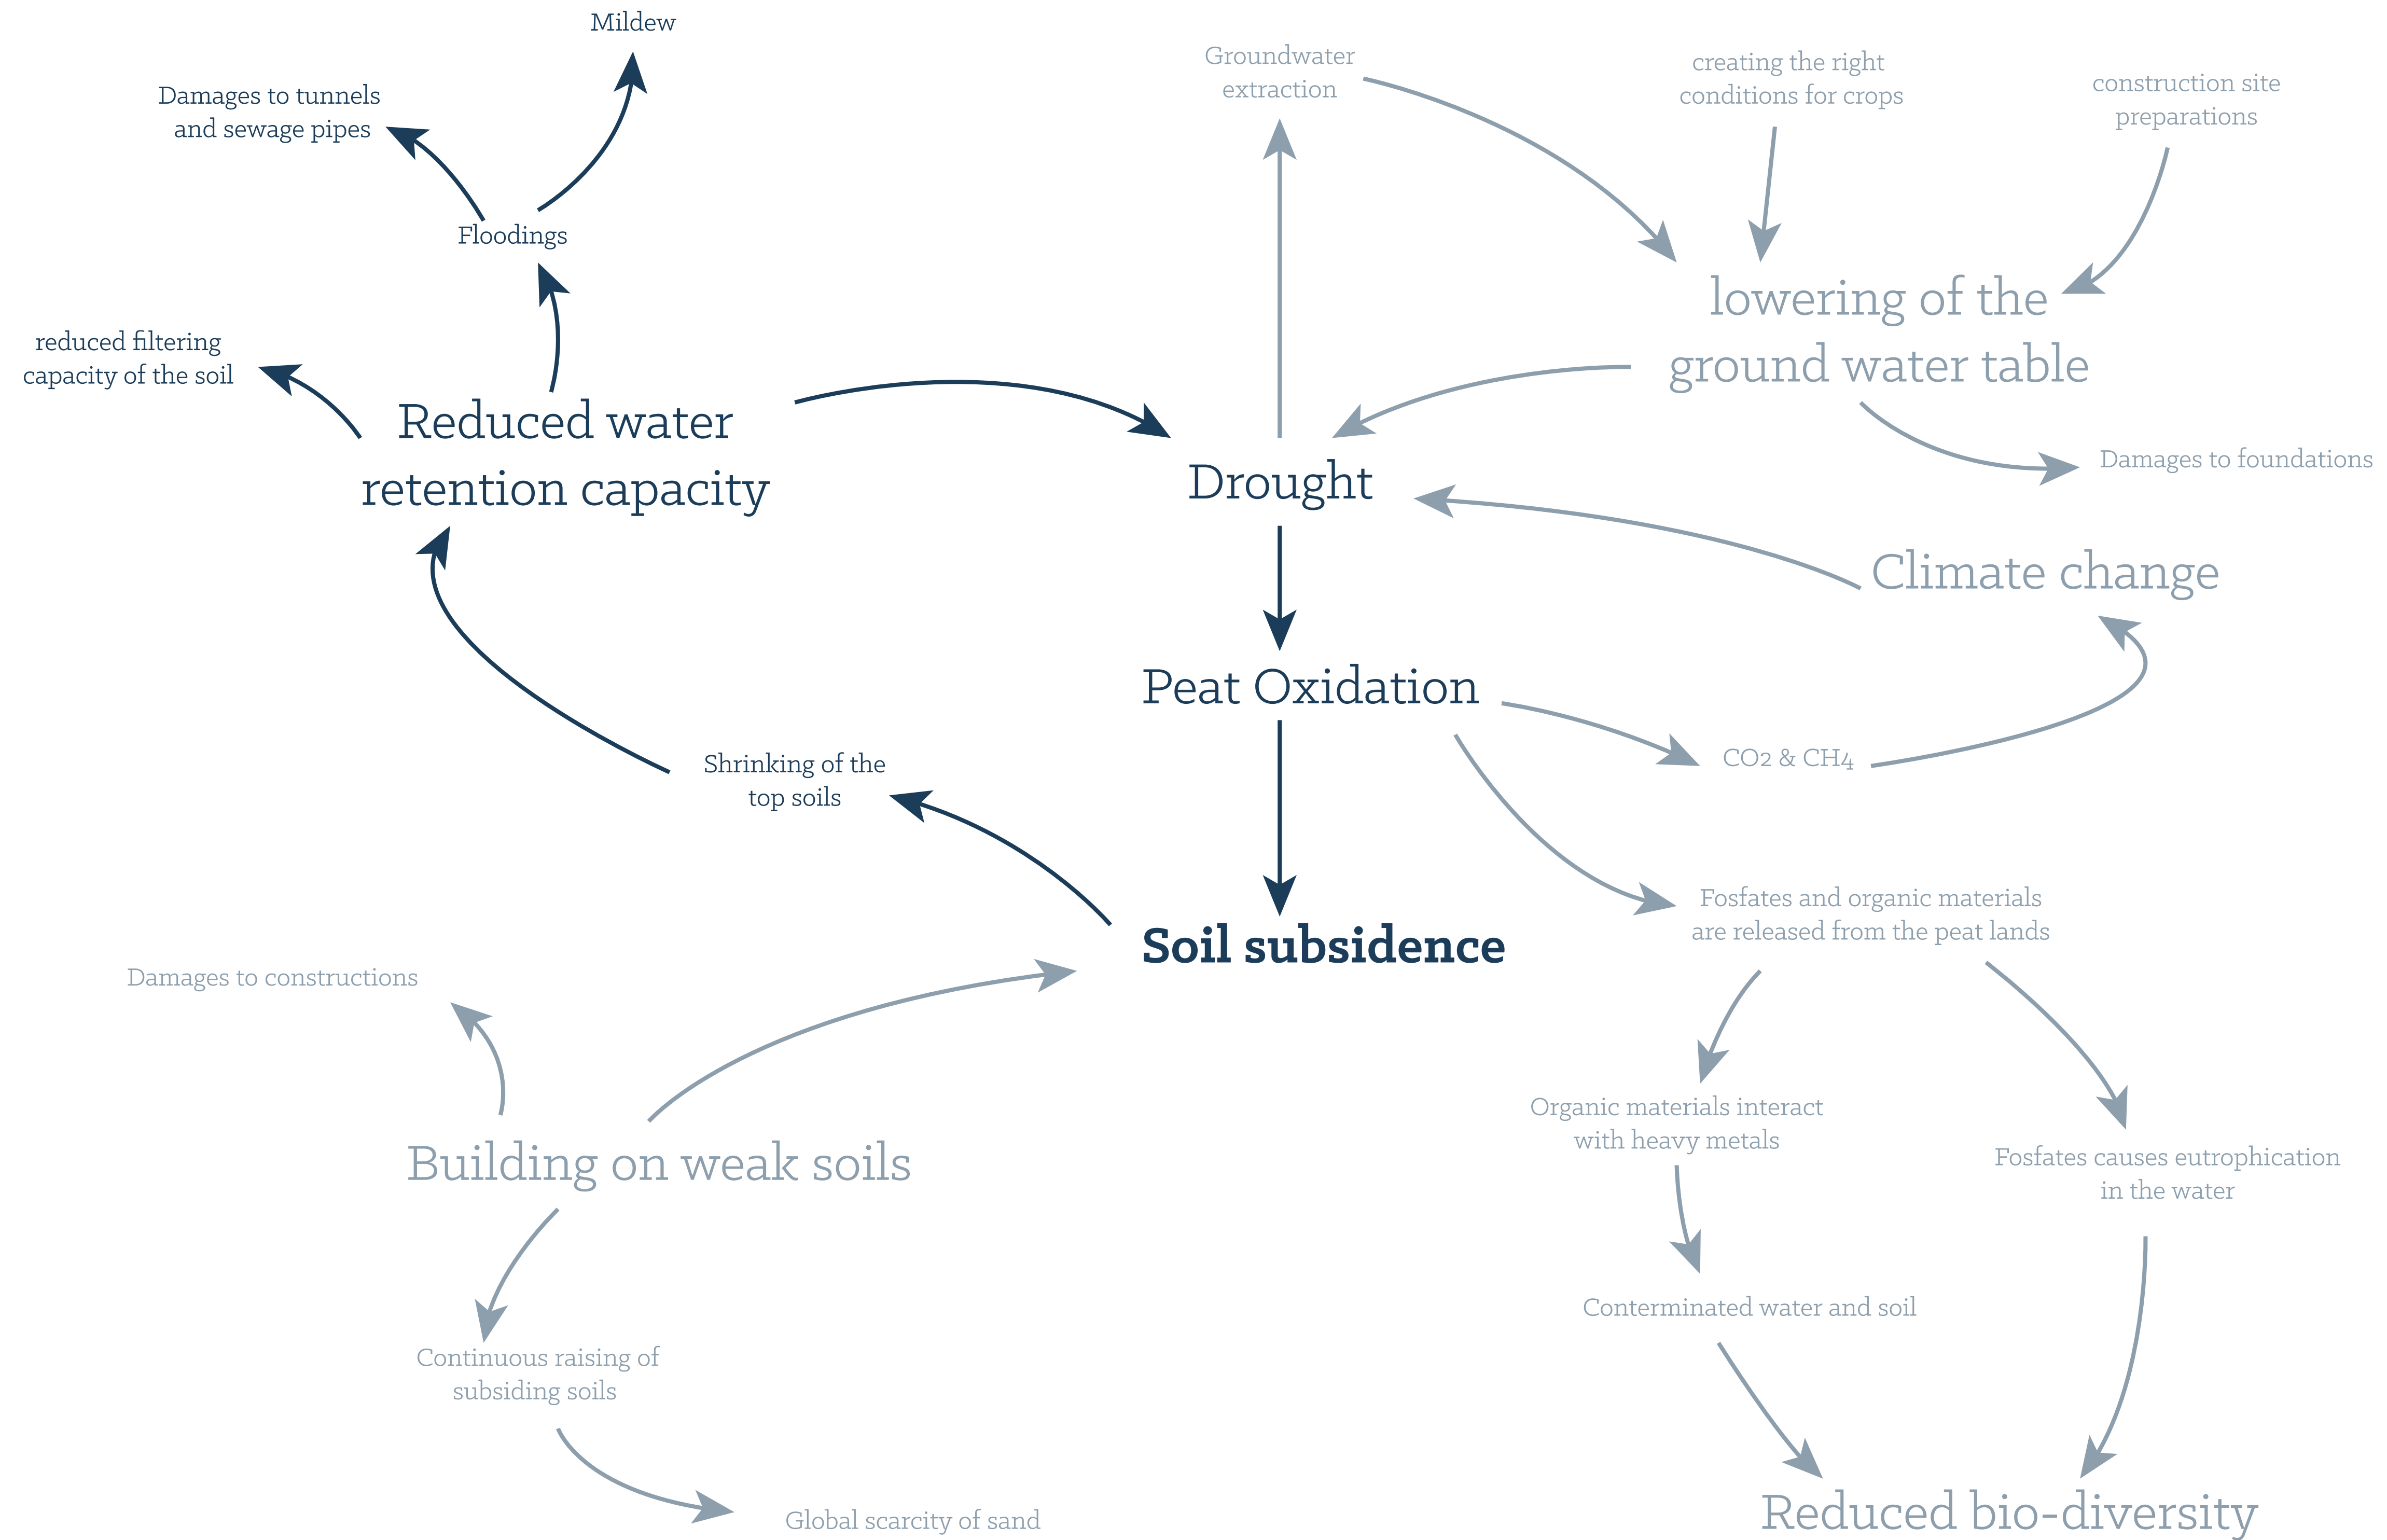 Mildew
Damages to tunnels
and sewage pipes
Floodings
reduced filtering
capacity of the soil
Reduced water
retention capacity
Groundwater
extraction
creating the right
conditions for crops
construction site
preparations
lowering of the
ground water table
Damages to foundations
Drought
Climate change
Peat Oxidation
CO2 & CH4
Shrinking of the
top soils
Soil subsidence
Fosfates and organic materials
are released from the peat lands
Damages to constructions
Building on weak soils
Organic materials interact
with heavy metals
Fosfates causes eutrophication
in the water
Conterminated water and soil
Continuous raising of
subsiding soils
Global scarcity of sand
Reduced bio-diversity